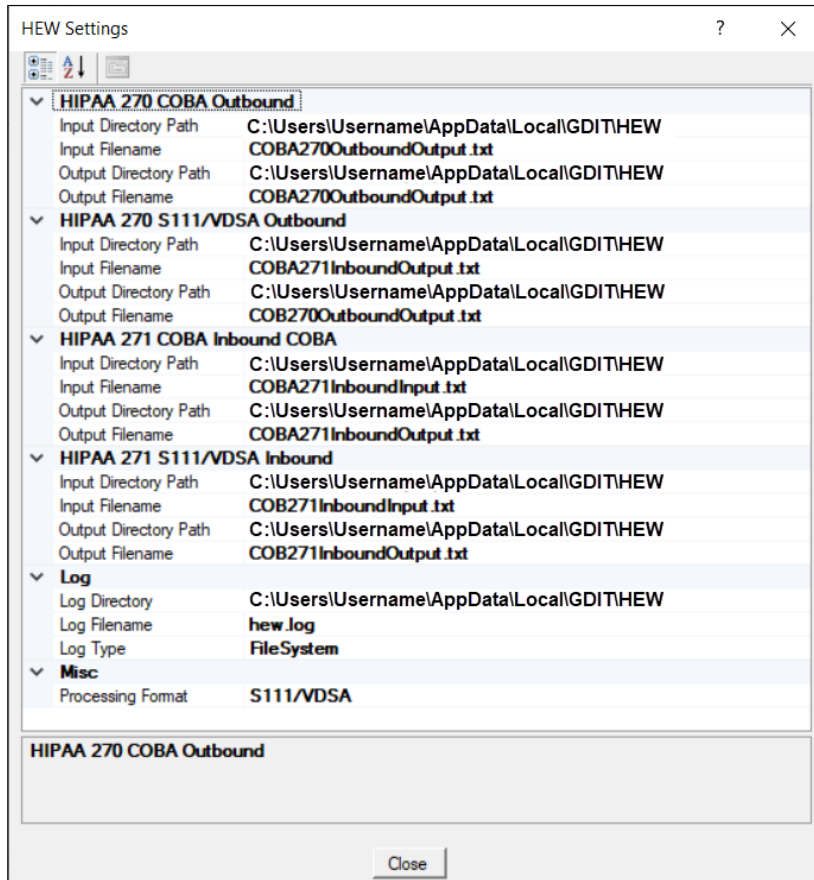 HEW Settings
HIPAA 270 COBA Outbound
Input Directory Path C:\Users\Username\AppData\Local\GDIT\HEW
Input Filename COBA270OutboundOutput.txt
Output Directory Path C:\Users\Username\AppData\Local\GDIT\HEW
Output Filename COBA270OutboundOutput.txt
HIPAA 270 S111/VDSA Outbound
Input Directory Path C:\Users\Username\AppData\Local\GDIT\HEW
Input Filename COBA271InboundOutput.txt
Output Directory Path C:\Users\Username\AppData\Local\GDIT\HEW
Output Filename COB270OutboundOutput.txt
HIPAA 271 COBA Inbound COBA
Input Directory Path C:\Users\Username\AppData\Local\GDIT\HEW
Input Filename COBA271InboundInput.txt
Output Directory Path C:\Users\Username\AppData\Local\GDIT\HEW
Output Filename COBA271InboundOutput.txt
HIPAA 271 S111/VDSA Inbound
Input Directory Path C:\Users\Username\AppData\Local\GDIT\HEW
Input Filename COB271InboundInput.txt
Output Directory Path C:\Users\Username\AppData\Local\GDIT\HEW
Output Filename COB271InboundOutput.txt
Log
Log Directory C:\Users\Username\AppData\Local\GDIT\HEW
Log Filename hew.log
Log Type FileSystem
Misc
Processing Format S111/VDSA
HIPAA 270 COBA Outbound
Close